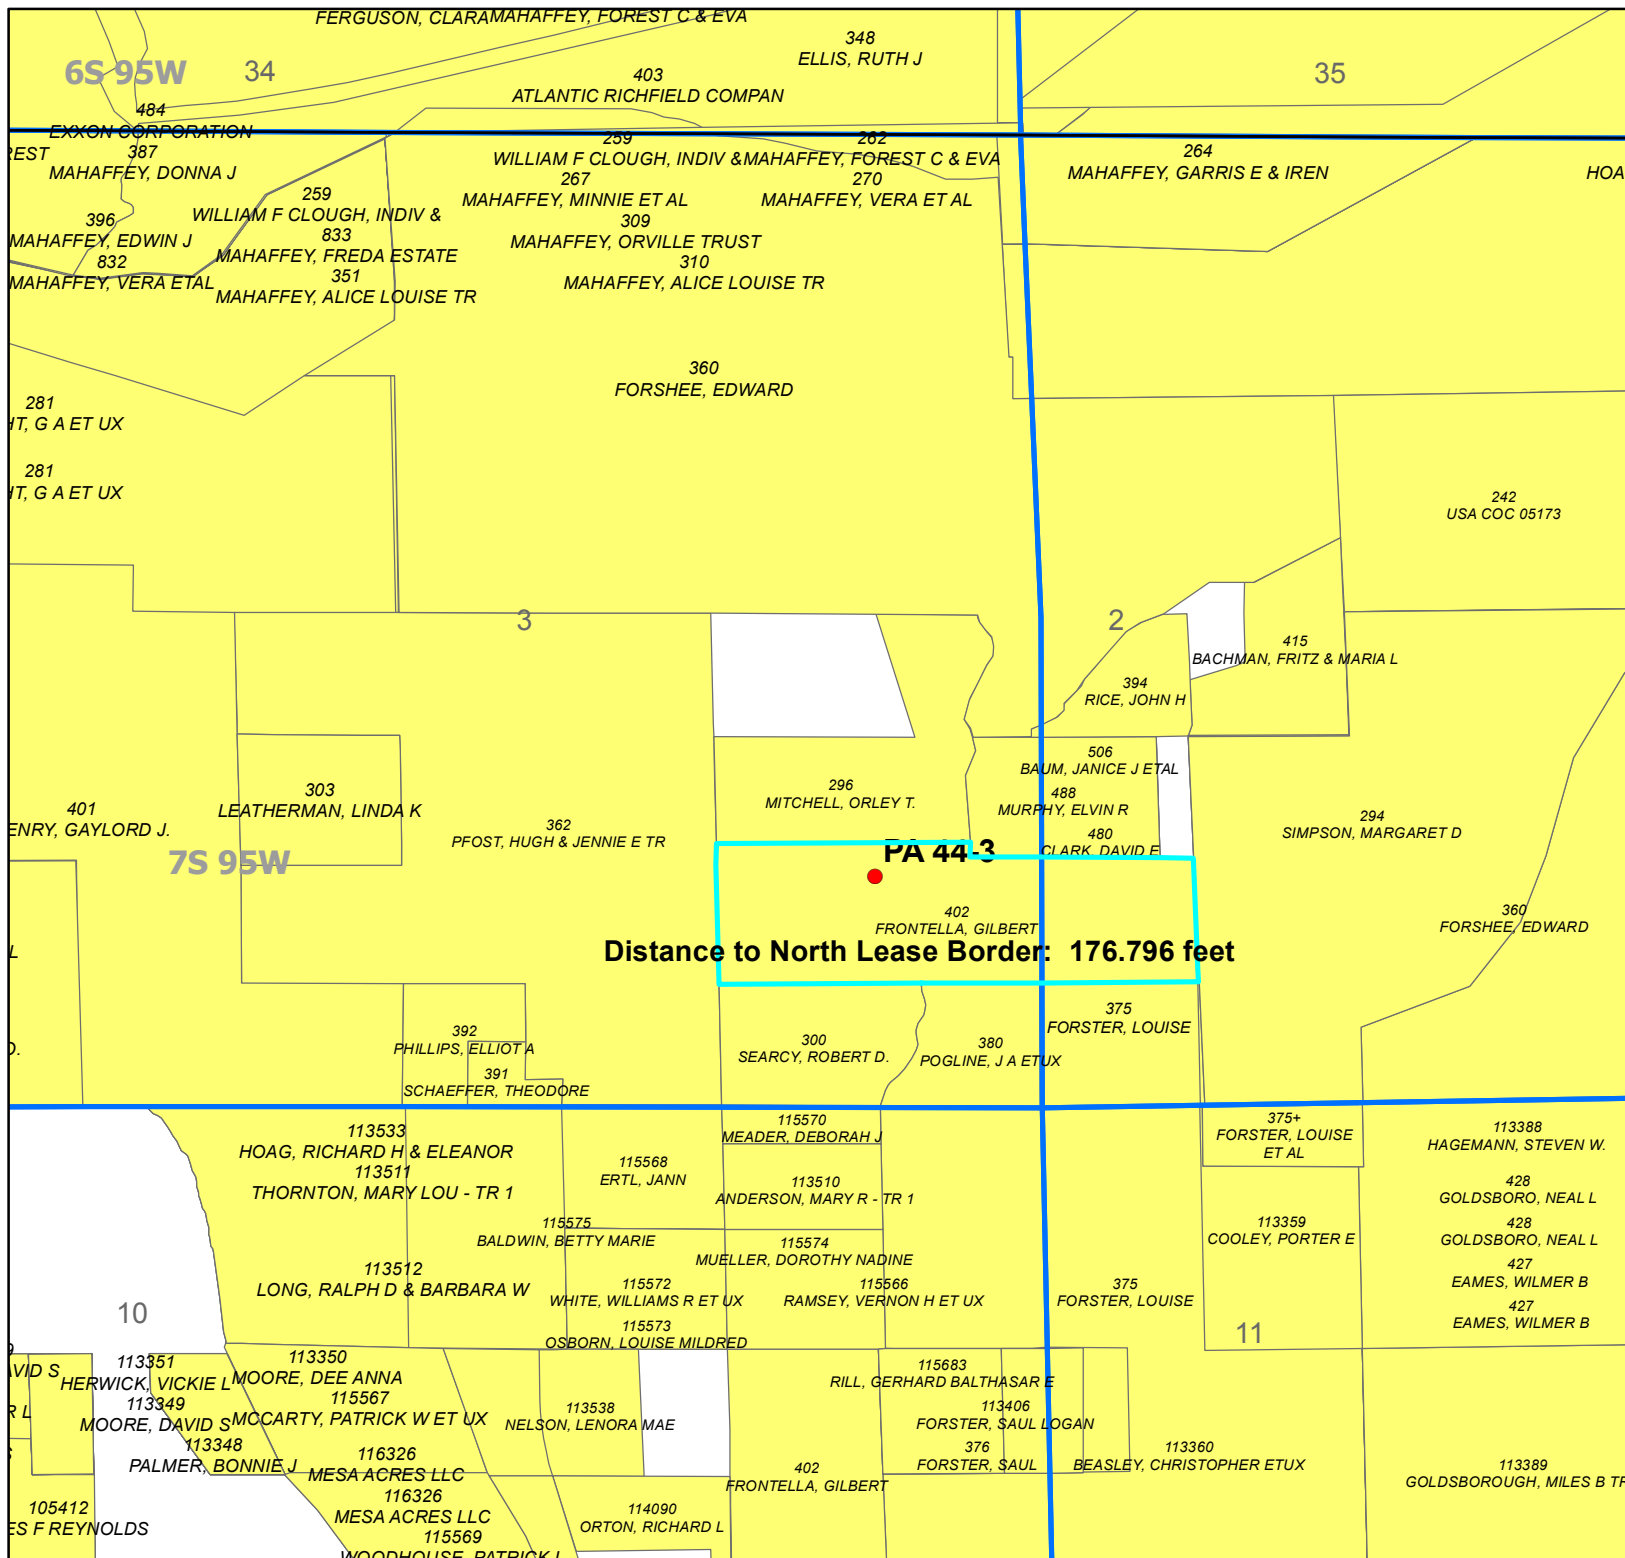 FERGUSON, CLARA
MAHAFFEY, FOREST C & EVA
348
ELLIS, RUTH J
6S 95W
34
35
403
ATLANTIC RICHFIELD COMPAN
484
EXXON CORPORATION
REST
387
MAHAFFEY, DONNA J
259
WILLIAM F CLOUGH, INDIV &
262
MAHAFFEY, FOREST C & EVA
264
MAHAFFEY, GARRIS E & IREN
HOA
267
MAHAFFEY, MINNIE ET AL
270
MAHAFFEY, VERA ET AL
259
WILLIAM F CLOUGH, INDIV &
396
MAHAFFEY, EDWIN J
833
MAHAFFEY, FREDA ESTATE
309
MAHAFFEY, ORVILLE TRUST
832
MAHAFFEY, VERA ETAL
351
MAHAFFEY, ALICE LOUISE TR
310
MAHAFFEY, ALICE LOUISE TR
360
FORSHEE, EDWARD
281
HT, G A ET UX
281
HT, G A ET UX
242
USA COC 05173
3
2
415
BACHMAN, FRITZ & MARIA L
394
RICE, JOHN H
506
BAUM, JANICE J ETAL
488
MURPHY, ELVIN R
480
CLARK, DAVID E
296
MITCHELL, ORLEY T.
303
LEATHERMAN, LINDA K
401
ENRY, GAYLORD J.
362
PFOST, HUGH & JENNIE E TR
294
SIMPSON, MARGARET D
7S 95W
PA 44-3
402
FRONTELLA, GILBERT
360
FORSHEE, EDWARD
L
Distance to North Lease Border:  176.796 feet
375
FORSTER, LOUISE
392
PHILLIPS, ELLIOT A
300
SEARCY, ROBERT D.
380
POGLINE, J A ETUX
D.
391
SCHAEFFER, THEODORE
113533
HOAG, RICHARD H & ELEANOR
113511
THORNTON, MARY LOU - TR 1
115570
MEADER, DEBORAH J
115568
ERTL, JANN
113510
ANDERSON, MARY R - TR 1
375+
FORSTER, LOUISE
ET AL
113388
HAGEMANN, STEVEN W.
428
GOLDSBORO, NEAL L
428
GOLDSBORO, NEAL L
427
EAMES, WILMER B
427
EAMES, WILMER B
113359
COOLEY, PORTER E
115575
BALDWIN, BETTY MARIE
115574
MUELLER, DOROTHY NADINE
113512
LONG, RALPH D & BARBARA W
115572
WHITE, WILLIAMS R ET UX
115566
RAMSEY, VERNON H ET UX
375
FORSTER, LOUISE
10
11
115573
OSBORN, LOUISE MILDRED
AVID S
113351
HERWICK, VICKIE L
113350
MOORE, DEE ANNA
115683
RILL, GERHARD BALTHASAR E
R L
113349
MOORE, DAVID S
115567
MCCARTY, PATRICK W ET UX
113538
NELSON, LENORA MAE
113406
FORSTER, SAUL LOGAN
113348
PALMER, BONNIE J
116326
MESA ACRES LLC
376
FORSTER, SAUL
113360
BEASLEY, CHRISTOPHER ETUX
402
FRONTELLA, GILBERT
113389
GOLDSBOROUGH, MILES B TR
105412
ES F REYNOLDS
116326
MESA ACRES LLC
114090
ORTON, RICHARD L
115569
WOODHOUSE, PATRICK L